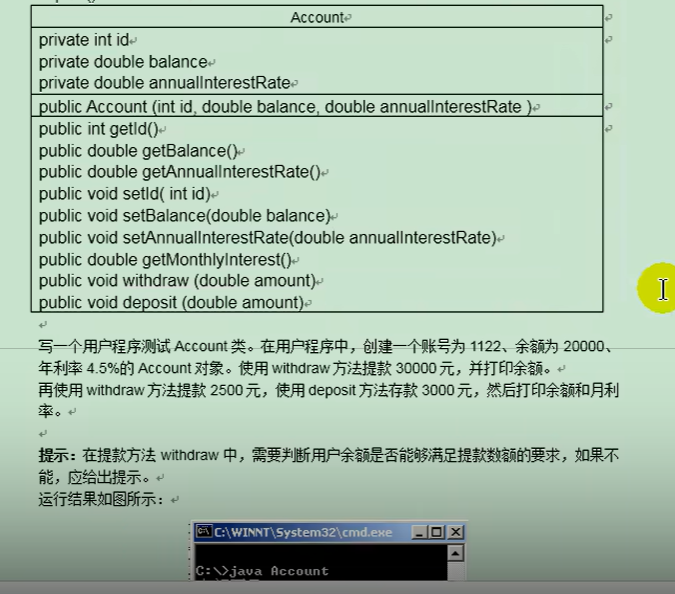 Account
private int id
private double balance
private double annualInterestRate
public Account (int id, double balance, double annualInterestRate )
public int getId()
public double getBalance()
public double getAnnualInterestRate()
public void setId( int id)
public void setBalance(double balance)
public void setAnnualInterestRate(double annualInterestRate)
public double getMonthlyInterest()
public void withdraw (double amount)
public void deposit (double amount)
写一个用户程序测试 Account 类。在用户程序中，创建一个账号为 1122、余额为 20000、
年利率 4.5%的 Account 对象。使用 withdraw 方法提款 30000 元，并打印余额。
再使用 withdraw 方法提款 2500 元，使用 deposit 方法存款 3000 元，然后打印余额和月利
率。
提示：在提款方法 withdraw 中，需要判断用户余额是否能够满足提款数额的要求，如果不
能，应给出提示。
运行结果如图所示：
C:\WINNT\System32\cmd.exe
C:\>java Account